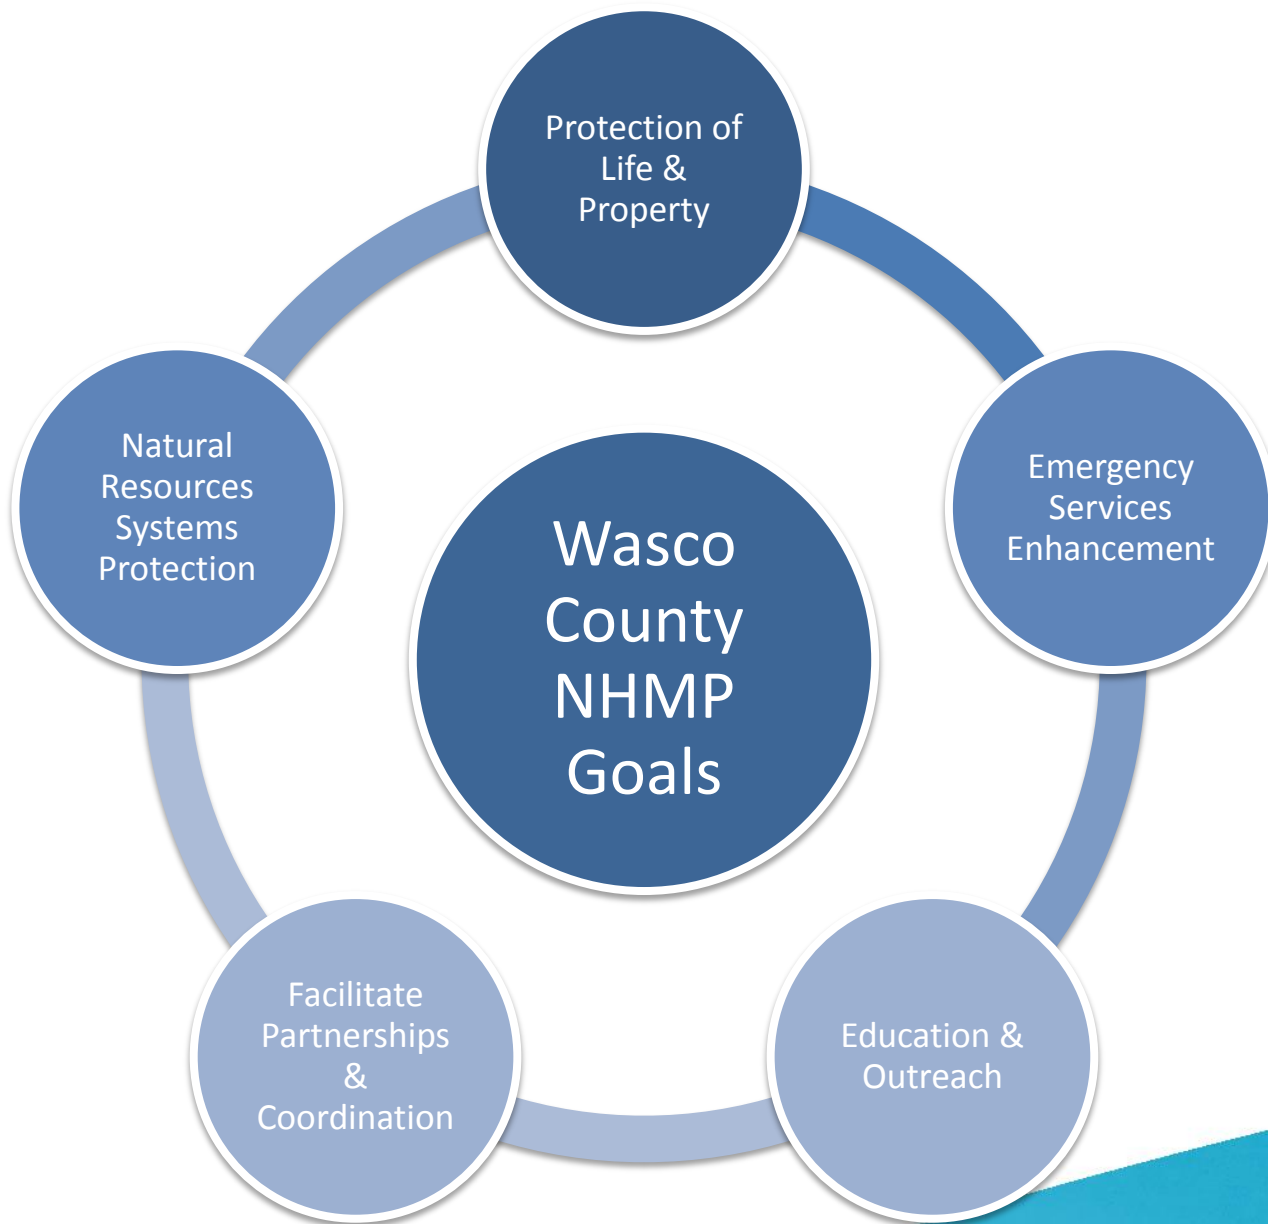 Protection of
Life &
Property
Emergency
Services
Enhancement
Education &
Outreach
Facilitate
Partnerships
&
Coordination
Natural
Resources
Systems
Protection
Wasco
County
NHMP
Goals